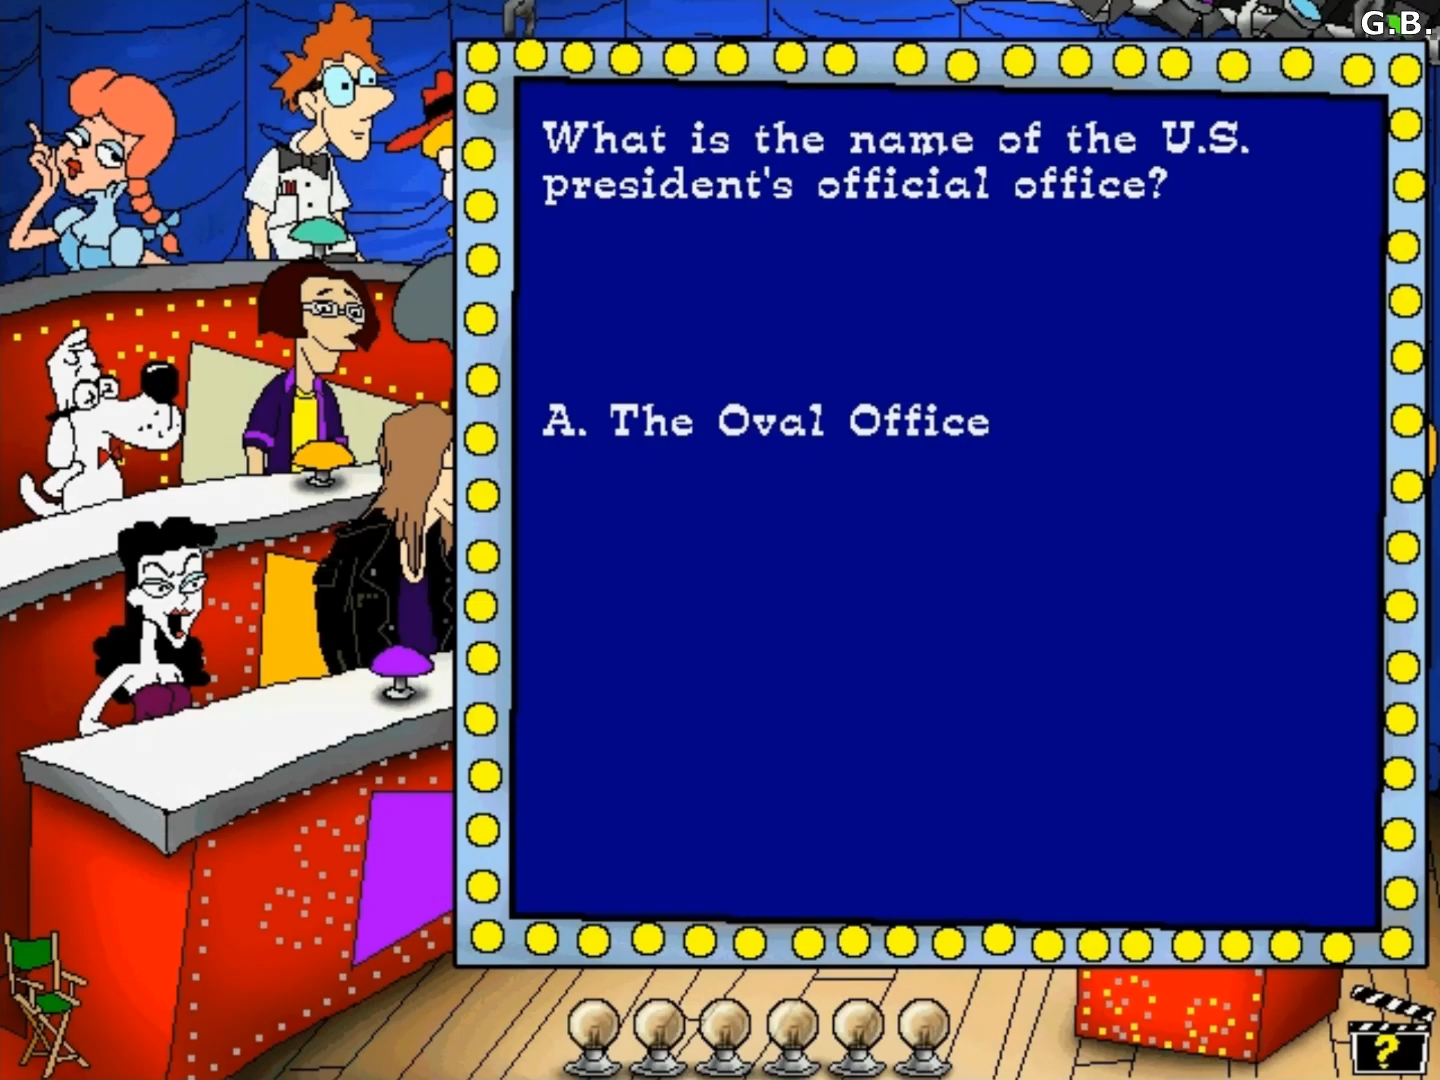 G.B.
What is the name of the U.S.
president's official office?
A. The Oval Office
?